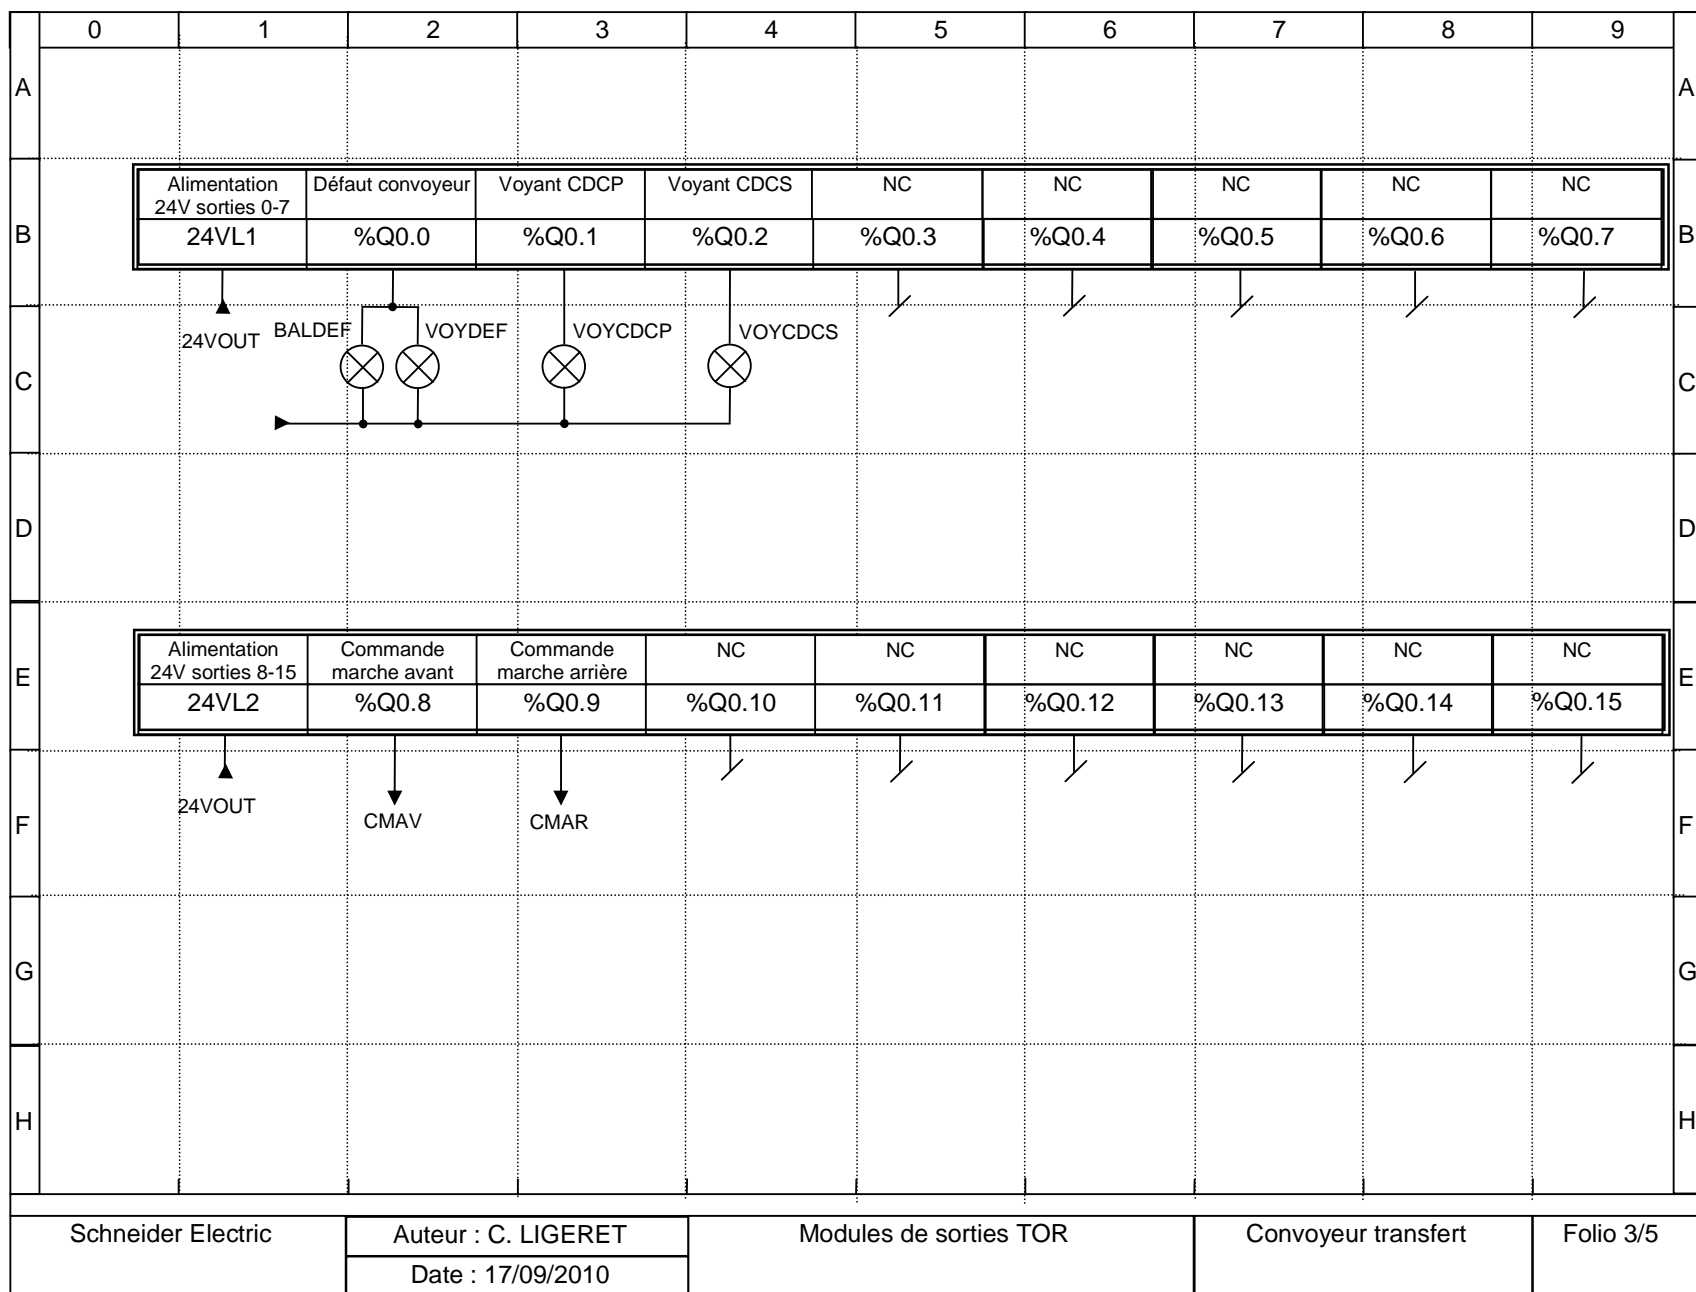 0 1 2 3 4 5 6 7 8 9
A A
Alimentation Défaut convoyeur Voyant CDCP Voyant CDCS NC NC NC NC NC
24V sorties 0-7
B 24VL1 %Q0.0 %Q0.1 %Q0.2 %Q0.3 %Q0.4 %Q0.5 %Q0.6 %Q0.7 B
24VOUT BALDEF VOYDEF VOYCDCP VOYCDCS
C C
D D
Alimentation Commande Commande NC NC NC NC NC NC
24V sorties 8-15 marche avant marche arrière
E E
24VL2 %Q0.8 %Q0.9 %Q0.10 %Q0.11 %Q0.12 %Q0.13 %Q0.14 %Q0.15
24VOUT CMAV CMAR
F F
G G
H H
Schneider Electric Auteur : C. LIGERET Modules de sorties TOR Convoyeur transfert Folio 3/5
Date : 17/09/2010